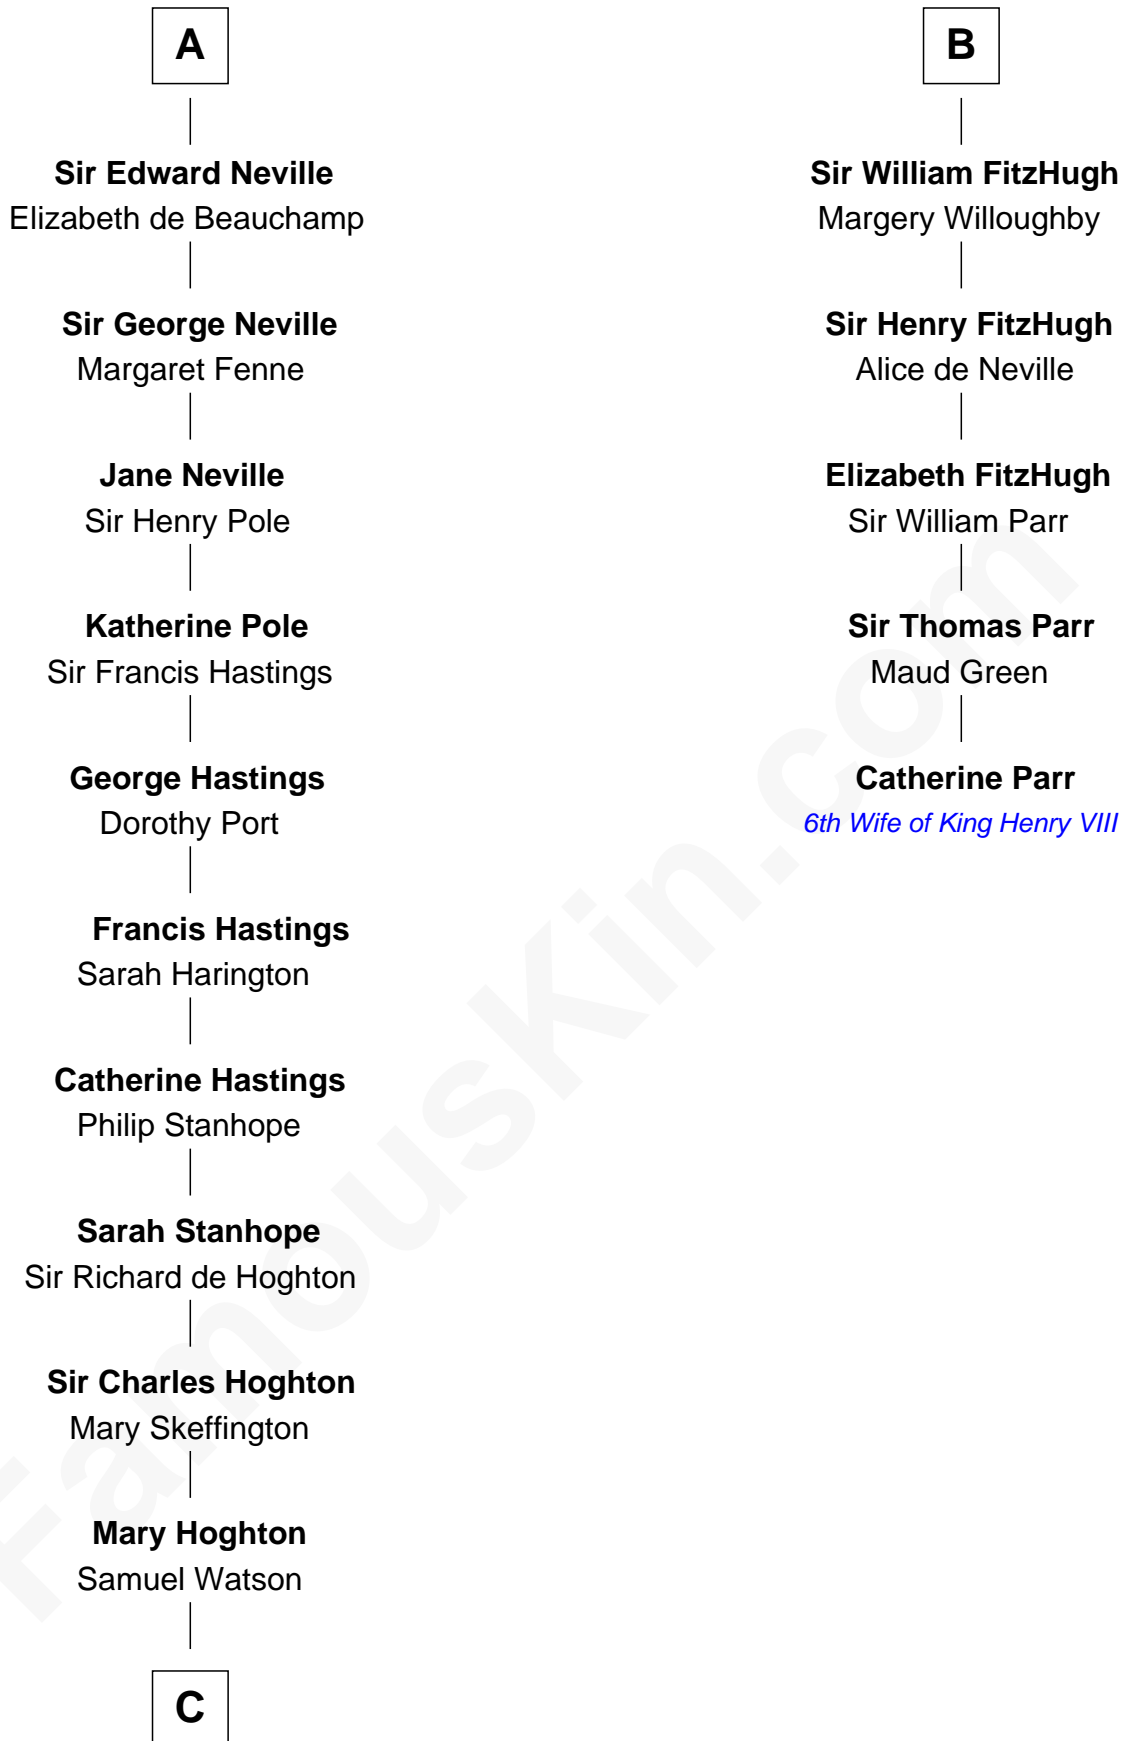 A
Sir Edward Neville
Elizabeth de Beauchamp
Sir George Neville
Margaret Fenne
Jane Neville
Sir Henry Pole
Katherine Pole
Sir Francis Hastings
George Hastings
Dorothy Port
Francis Hastings
Sarah Harington
Catherine Hastings
Philip Stanhope
Sarah Stanhope
Sir Richard de Hoghton
Sir Charles Hoghton
Mary Skeffington
Mary Hoghton
Samuel Watson
C
B
Sir William FitzHugh
Margery Willoughby
Sir Henry FitzHugh
Alice de Neville
Elizabeth FitzHugh
Sir William Parr
Sir Thomas Parr
Maud Green
Catherine Parr
6th Wife of King Henry VIII
FamousKin.com